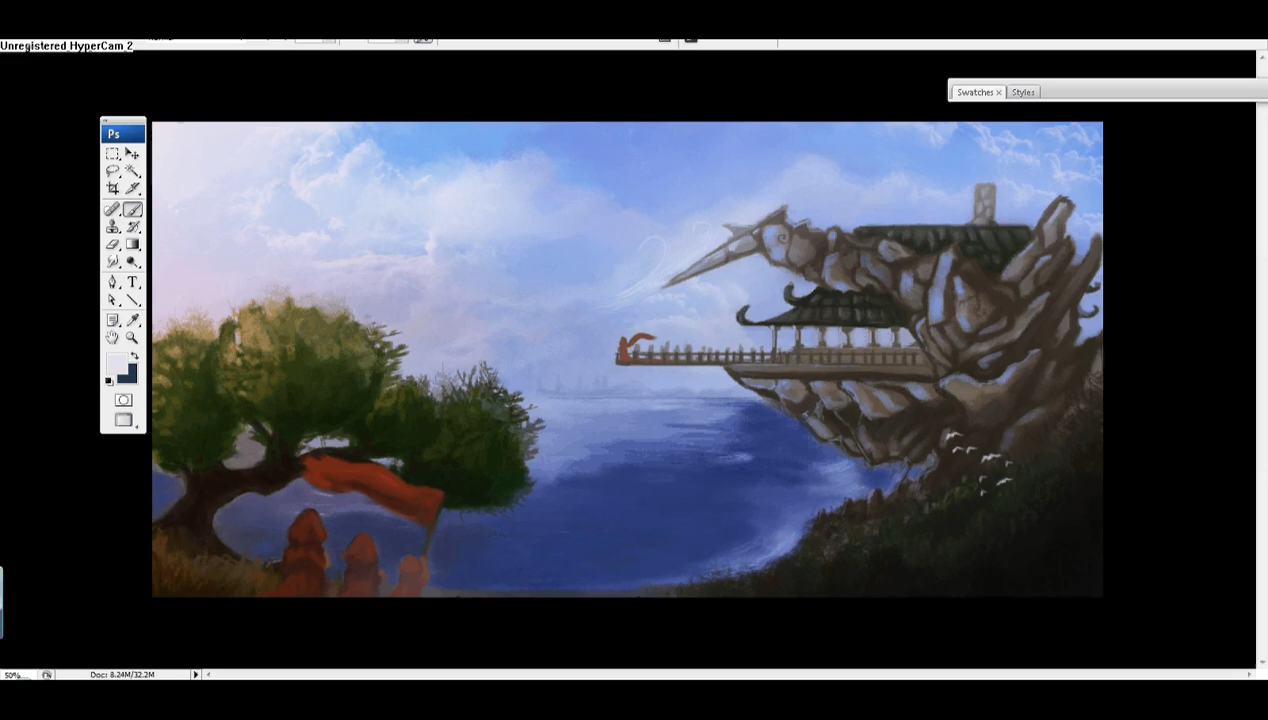 Unregistered HyperCam 2
Swatches × Styles
Ps
T
50%
Doc: 8.24M/32.2M